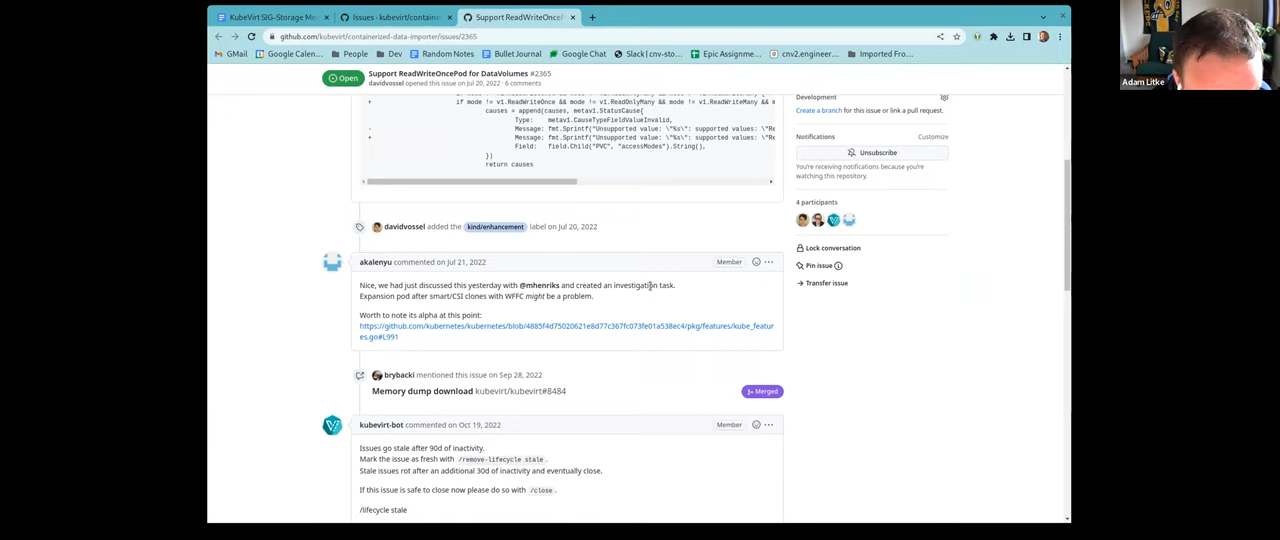 KubeVirt SIG-Storage Me
Issues · kubevirt/container
Support ReadWriteOnceP
github.com/kubevirt/containerized-data-importer/issues/2365
GMail
Google Calen...
People
Dev
Random Notes
Bullet Journal
Google Chat
Slack | cnv-sto...
Epic Assignme...
cnv2.engineer...
Imported Fro...
Adam Litke
Open
Support ReadWriteOncePod for DataVolumes #2365
davidvossel opened this issue on Jul 20, 2022 · 6 comments
+ if mode != v1.ReadWriteOnce && mode != v1.ReadOnlyMany && mode != v1.ReadWriteMany && m
causes = append(causes, metav1.StatusCause{
Type: metav1.CauseTypeFieldValueInvalid,
- Message: fmt.Sprintf("Unsupported value: \"%s\": supported values: \"Re
+ Message: fmt.Sprintf("Unsupported value: \"%s\": supported values: \"Re
Field: field.Child("PVC", "accessModes").String(),
})
return causes
davidvossel added the kind/enhancement label on Jul 20, 2022
akalenyu commented on Jul 21, 2022
Member
Nice, we had just discussed this yesterday with @mhenriks and created an investigation task.
Expansion pod after smart/CSI clones with WFFC might be a problem.
Worth to note its alpha at this point:
https://github.com/kubernetes/kubernetes/blob/4885f4d75020621e8d77c367fc073fe01a538ec4/pkg/features/kube_featur
es.go#L991
brybacki mentioned this issue on Sep 28, 2022
Memory dump download kubevirt/kubevirt#8484
Merged
kubevirt-bot commented on Oct 19, 2022
Member
Issues go stale after 90d of inactivity.
Mark the issue as fresh with /remove-lifecycle stale .
Stale issues rot after an additional 30d of inactivity and eventually close.
If this issue is safe to close now please do so with /close .
/lifecycle stale
Development
Create a branch for this issue or link a pull request.
Notifications
Customize
Unsubscribe
You're receiving notifications because you're
watching this repository.
4 participants
Lock conversation
Pin issue
Transfer issue